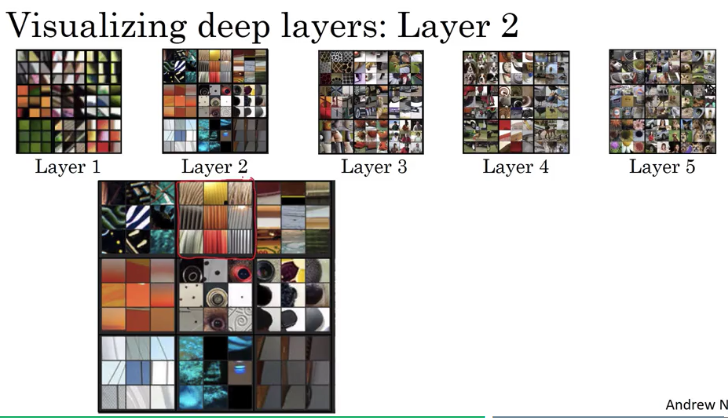 Visualizing deep layers: Layer 2
Layer 1
Layer 2
Layer 3
Layer 4
Layer 5
Andrew N